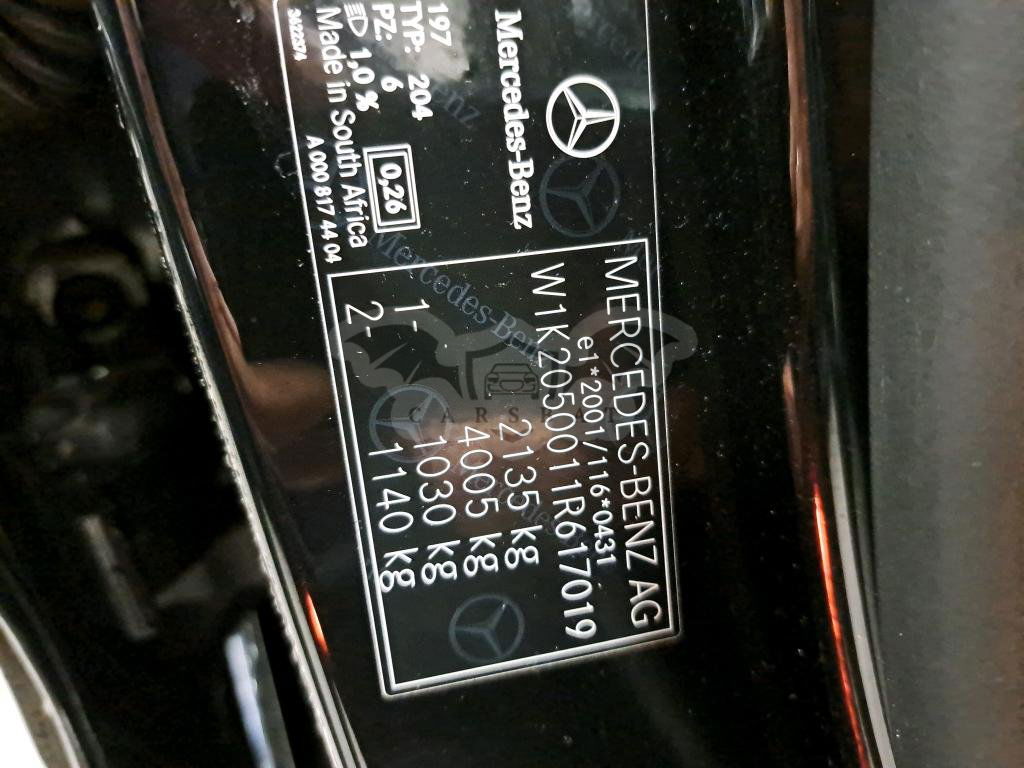 Mercedes-Benz
197
TYP: 204
PZ: 6
0,26
1,0 %
Made in South Africa
A 000 817 44 04
MERCEDES-BENZ AG
e1*2001/116*0431
W1K2050011R617019
2135 kg
4005 kg
1- 1030 kg
2- 1140 kg
CARSBAT